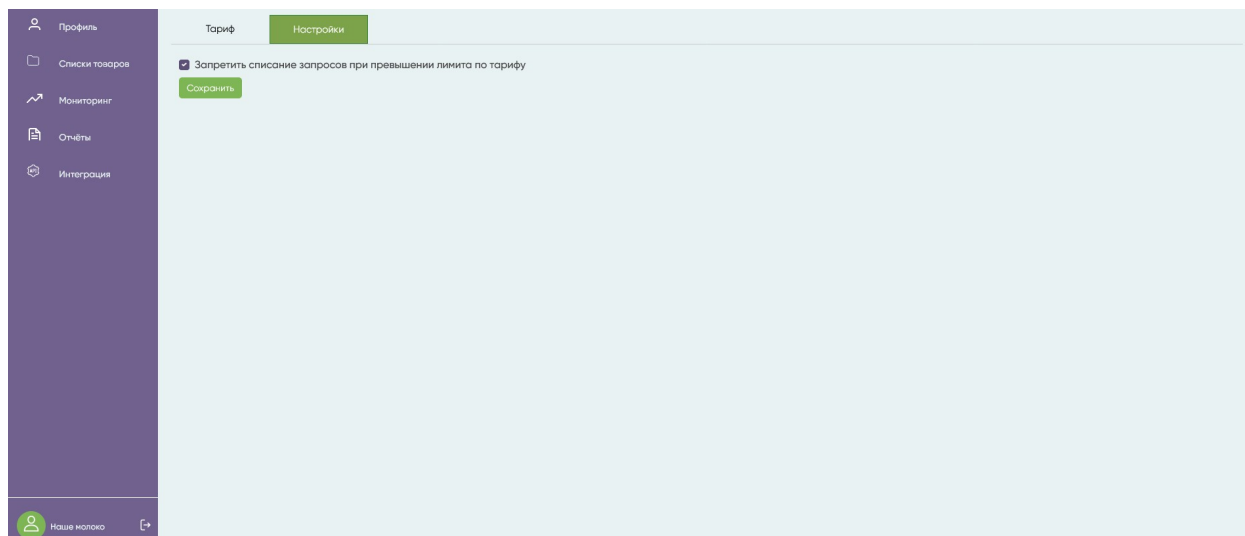 Профиль
Списки товаров
Мониторинг
Отчёты
API
Интеграция
Наше молоко
Тариф
Настройки
Запретить списание запросов при превышении лимита по тарифу
Сохранить